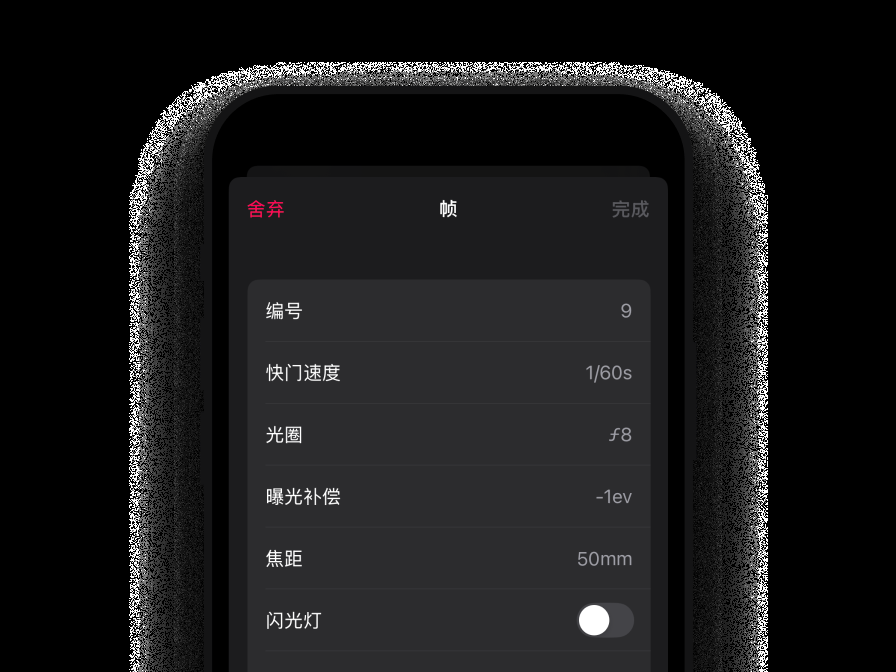 舍弃 帧 完成
编号 9
快门速度 1/60s
光圈 ƒ8
曝光补偿 -1ev
焦距 50mm
闪光灯